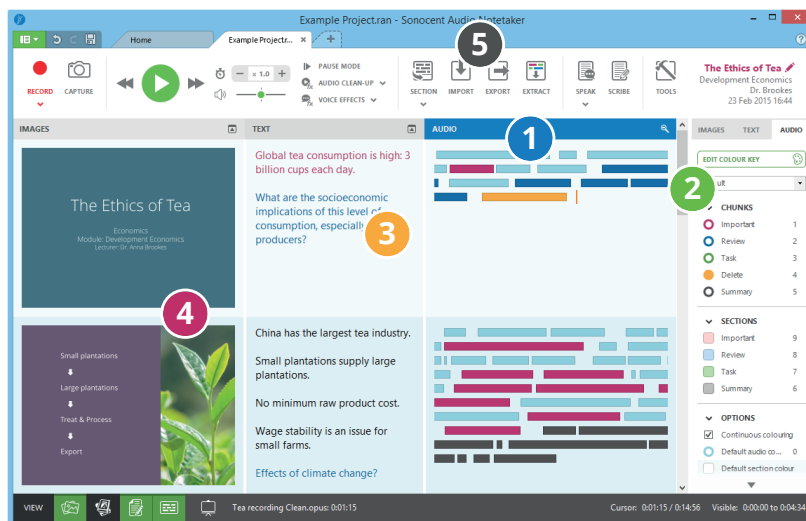 Example Project.ran - Sonocent Audio Notetaker
Home
Example Project.r...
5
RECORD
CAPTURE
x 1.0
PAUSE MODE
AUDIO CLEAN-UP
VOICE EFFECTS
SECTION
IMPORT
EXPORT
EXTRACT
SPEAK
SCRIBE
TOOLS
The Ethics of Tea
Development Economics
Dr. Brookes
23 Feb 2015 16:44
IMAGES
TEXT
AUDIO
1
IMAGES
TEXT
AUDIO
EDIT COLOUR KEY
2
ult
CHUNKS
Important 1
Review 2
Task 3
Delete 4
Summary 5
SECTIONS
Important 9
Review 8
Task 7
Summary 6
OPTIONS
Continuous colouring
Default audio co... 0
Default section colour
The Ethics of Tea
Economics
Module: Development Economics
Lecturer: Dr. Anna Brookes
Global tea consumption is high: 3
billion cups each day.
What are the socioeconomic
implications of this level of
consumption, especially
producers?
3
4
Small plantations
Large plantations
Treat & Process
Export
China has the largest tea industry.
Small plantations supply large
plantations.
No minimum raw product cost.
Wage stability is an issue for
small farms.
Effects of climate change?
VIEW
Tea recording Clean.opus: 0:01:15
Cursor: 0:01:15 / 0:14:56
Visible: 0:00:00 to 0:04:34